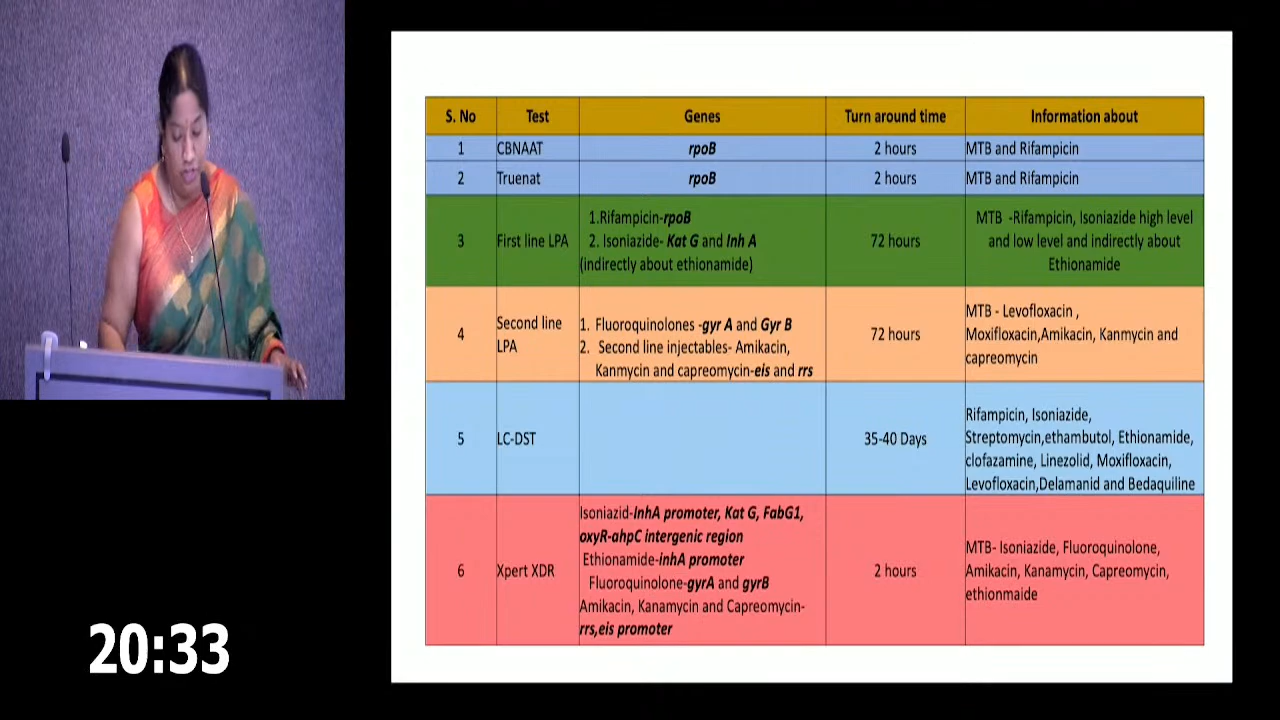 S. No Test Genes Turn around time Information about
1 CBNAAT rpoB 2 hours MTB and Rifampicin
2 Truenat rpoB 2 hours MTB and Rifampicin
3
First line LPA
1.Rifampicin-rpoB
2. Isoniazide- Kat G and Inh A
(indirectly about ethionamide)
72 hours
MTB -Rifampicin, Isoniazide high level
and low level and indirectly about
Ethionamide
4
Second line
LPA
1. Fluoroquinolones -gyr A and Gyr B
2. Second line injectables- Amikacin,
Kanmycin and capreomycin-eis and rrs
72 hours
MTB - Levofloxacin ,
Moxifloxacin,Amikacin, Kanmycin and
capreomycin
5
LC-DST
35-40 Days
Rifampicin, Isoniazide,
Streptomycin,ethambutol, Ethionamide,
clofazamine, Linezolid, Moxifloxacin,
Levofloxacin,Delamanid and Bedaquiline
6
Xpert XDR
Isoniazid-InhA promoter, Kat G, FabG1,
oxyR-ahpC intergenic region
Ethionamide-inhA promoter
Fluoroquinolone-gyrA and gyrB
Amikacin, Kanamycin and Capreomycin-
rrs,eis promoter
2 hours
MTB- Isoniazide, Fluoroquinolone,
Amikacin, Kanamycin, Capreomycin,
ethionmaide
20:33